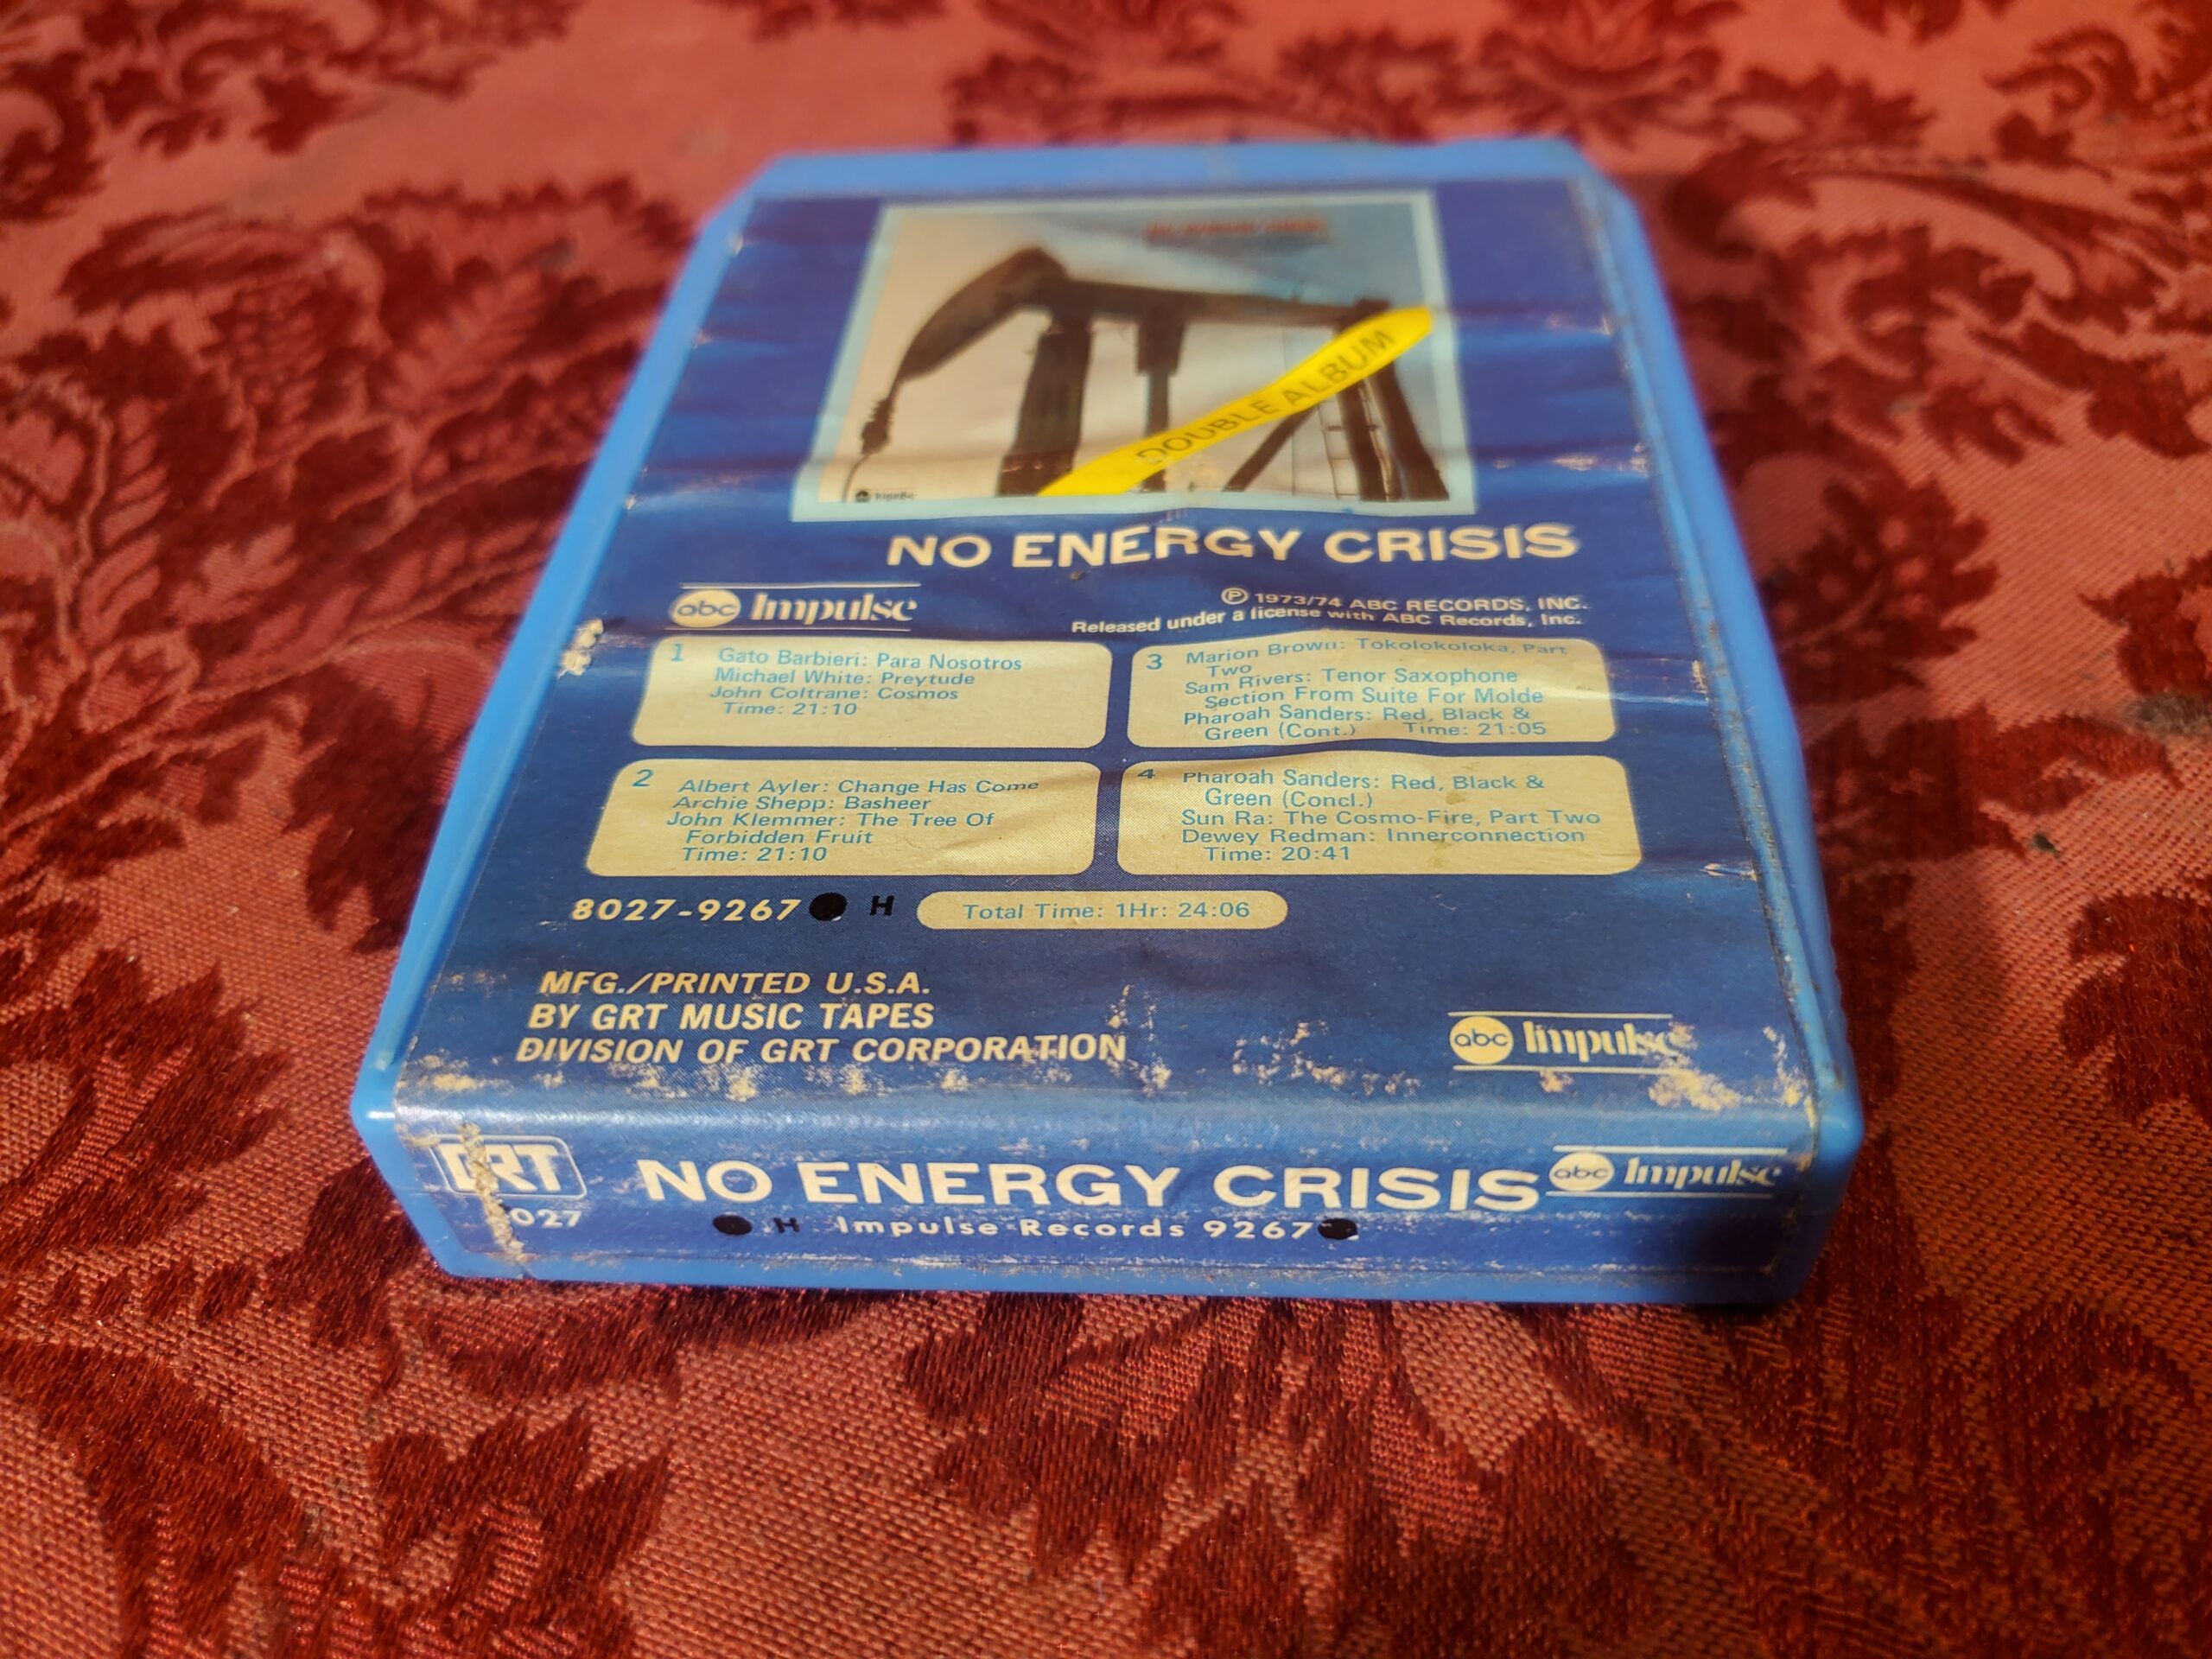 DOUBLE ALBUM
NO ENERGY CRISIS
abc Impulse
Ⓟ 1973/74 ABC RECORDS, INC.
Released under a license with ABC Records, Inc.
1 Gato Barbieri: Para Nosotros
Michael White: Preytude
John Coltrane: Cosmos
Time: 21:10
2 Albert Ayler: Change Has Come
Archie Shepp: Basheer
John Klemmer: The Tree Of
Forbidden Fruit
Time: 21:10
3 Marion Brown: Tokolokoloka, Part
Two
Sam Rivers: Tenor Saxophone
Section From Suite For Molde
Pharoah Sanders: Red, Black &
Green (Cont.) Time: 21:05
4 Pharoah Sanders: Red, Black &
Green (Concl.)
Sun Ra: The Cosmo-Fire, Part Two
Dewey Redman: Innerconnection
Time: 20:41
8027-9267 H Total Time: 1Hr: 24:06
MFG./PRINTED U.S.A.
BY GRT MUSIC TAPES
DIVISION OF GRT CORPORATION
abc Impulse
GRT NO ENERGY CRISIS abc Impulse
027 H Impulse Records 9267